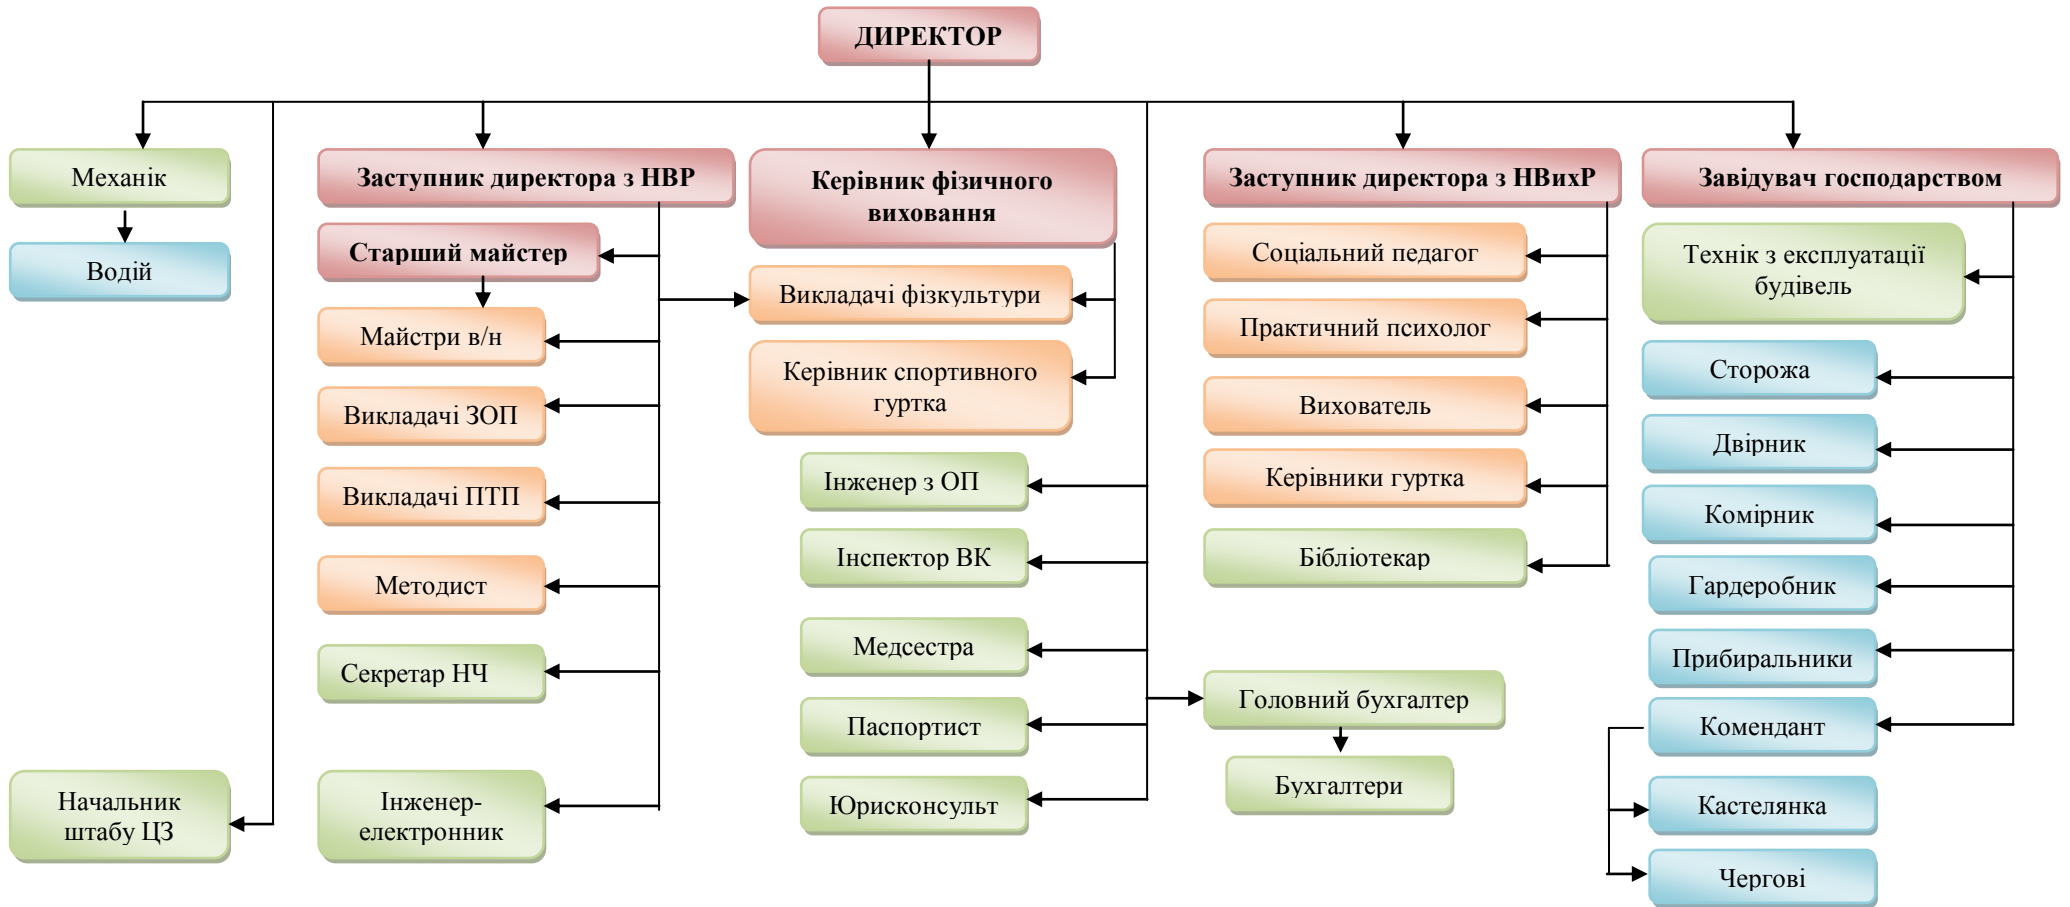 ДИРЕКТОР
Механік
Водій
Начальник
штабу ЦЗ
Заступник директора з НВР
Старший майстер
Майстри в/н
Викладачі ЗОП
Викладачі ПТП
Методист
Секретар НЧ
Інженер-
електронник
Керівник фізичного
виховання
Викладачі фізкультури
Керівник спортивного
гуртка
Інженер з ОП
Інспектор ВК
Медсестра
Паспортист
Юрисконсульт
Заступник директора з НВихР
Соціальний педагог
Практичний психолог
Вихователь
Керівники гуртка
Бібліотекар
Головний бухгалтер
Бухгалтери
Завідувач господарством
Технік з експлуатації
будівель
Сторожа
Двірник
Комірник
Гардеробник
Прибиральники
Комендант
Кастелянка
Чергові